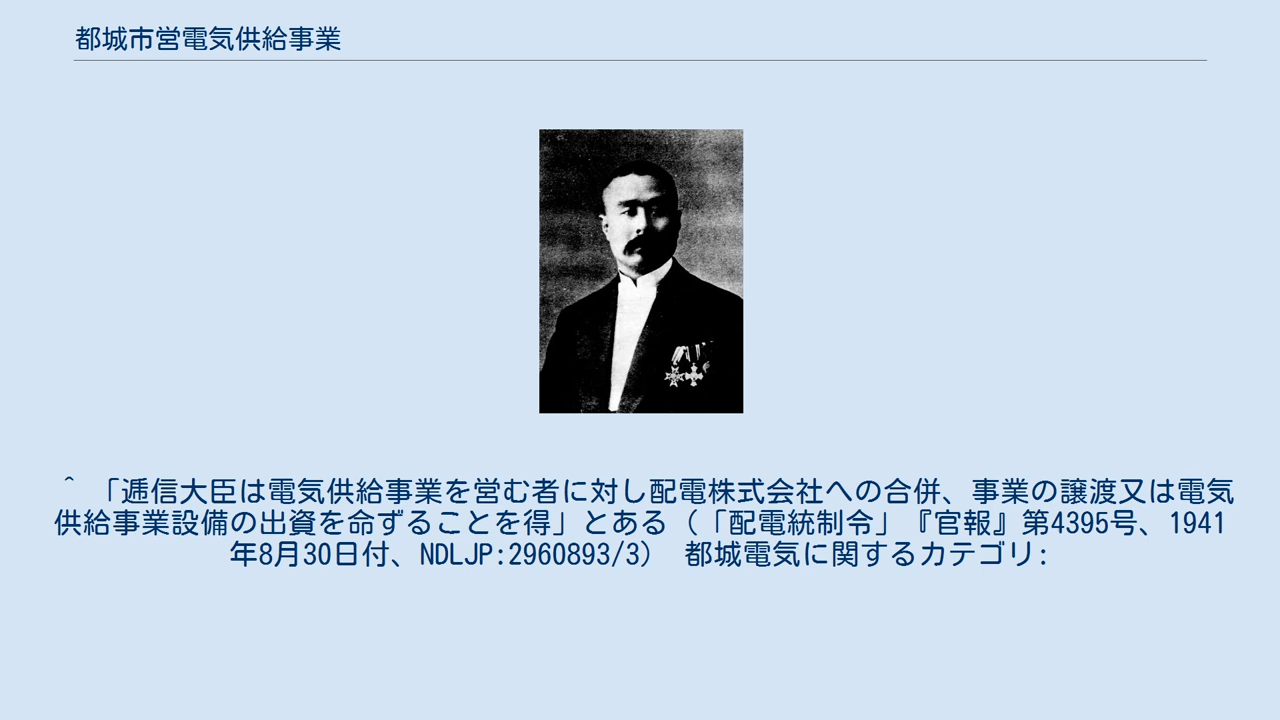 都城市営電気供給事業
^ 「逓信大臣は電気供給事業を営む者に対し配電株式会社への合併、事業の譲渡又は電気
供給事業設備の出資を命ずることを得」とある（「配電統制令」『官報』第4395号、1941
年8月30日付、NDLJP:2960893/3） 都城電気に関するカテゴリ: